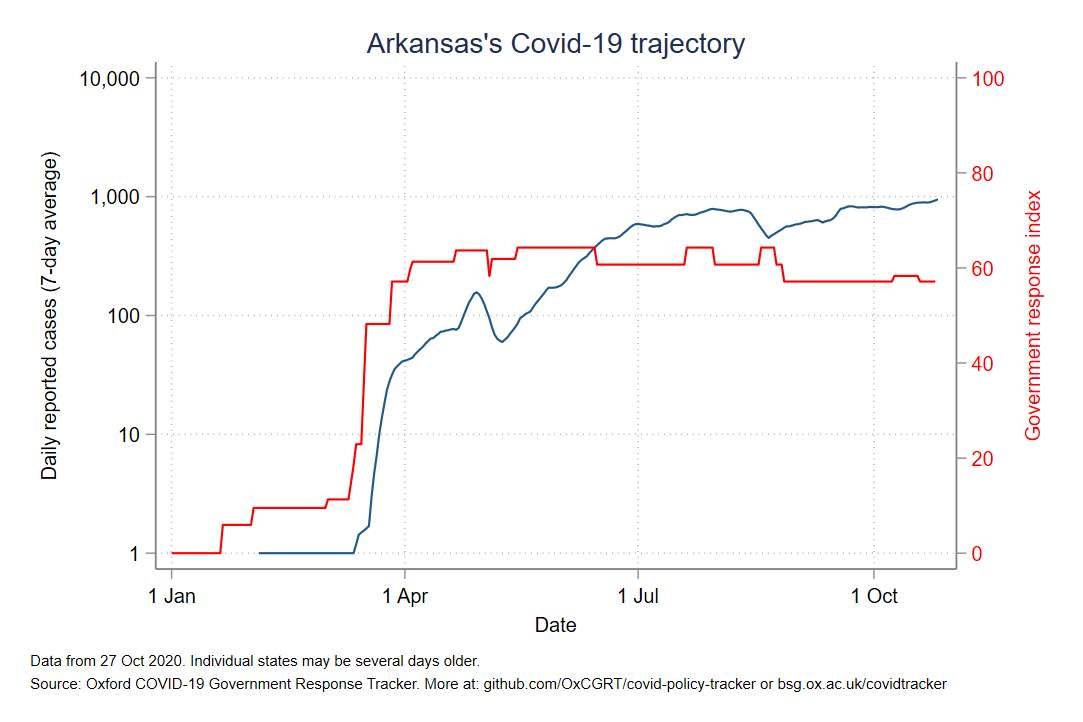 Arkansas's Covid-19 trajectory
10,000
1,000
100
10
1
Daily reported cases (7-day average)
100
80
60
40
20
0
Government response index
1 Jan
1 Apr
1 Jul
1 Oct
Date
Data from 27 Oct 2020. Individual states may be several days older.
Source: Oxford COVID-19 Government Response Tracker. More at: github.com/OxCGRT/covid-policy-tracker or bsg.ox.ac.uk/covidtracker